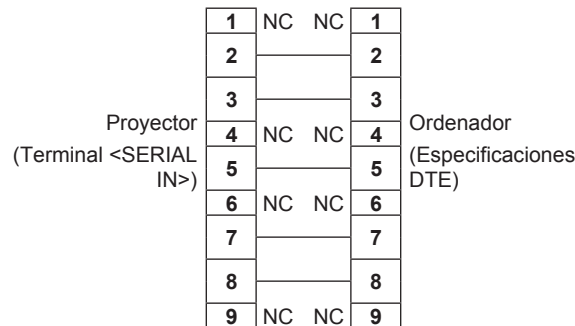 1 NC NC 1
2 2
3 3
Proyector
(Terminal <SERIAL
IN>)
4 NC NC 4
5 5
6 NC NC 6
7 7
8 8
9 NC NC 9
Ordenador
(Especificaciones
DTE)